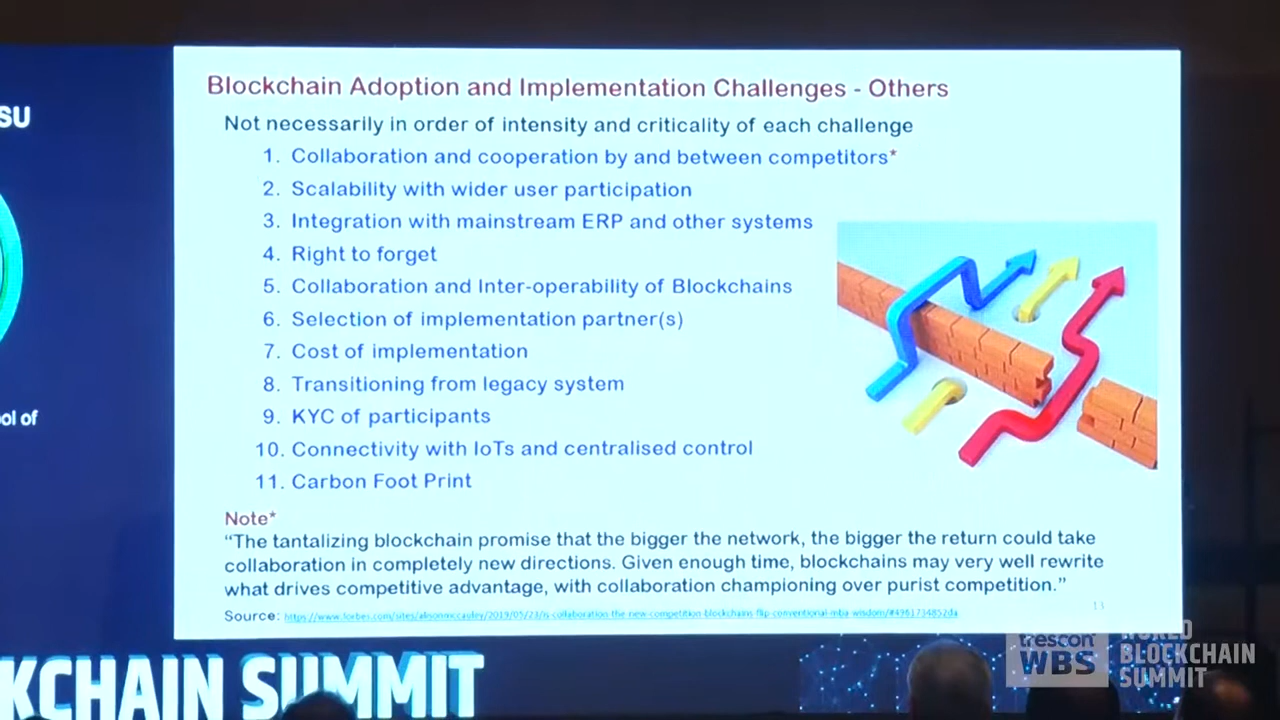 SU
ool of
Blockchain Adoption and Implementation Challenges - Others
Not necessarily in order of intensity and criticality of each challenge
1. Collaboration and cooperation by and between competitors*
2. Scalability with wider user participation
3. Integration with mainstream ERP and other systems
4. Right to forget
5. Collaboration and Inter-operability of Blockchains
6. Selection of implementation partner(s)
7. Cost of implementation
8. Transitioning from legacy system
9. KYC of participants
10. Connectivity with IoTs and centralised control
11. Carbon Foot Print
Note*
“The tantalizing blockchain promise that the bigger the network, the bigger the return could take
collaboration in completely new directions. Given enough time, blockchains may very well rewrite
what drives competitive advantage, with collaboration championing over purist competition.”
13
Source:
KCHAIN SUMMIT
trescon
WBS
WORLD
BLOCKCHAIN
SUMMIT